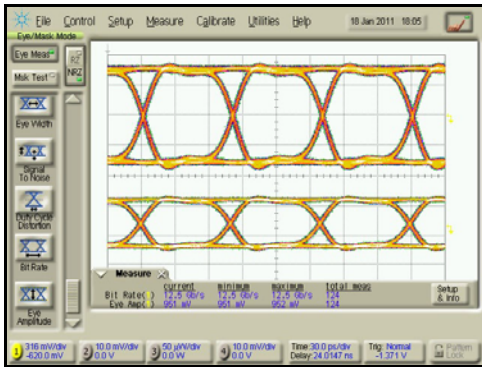 File Control Setup Measure Calibrate Utilities Help 18 Jan 2011 18:05
Eye/Mask Mode
Eye Meas
RZ
NRZ
Msk Test
Eye Width
Signal To Noise
Duty Cycle Distortion
Bit Rate
Eye Amplitude
Measure
current minimum maximum total meas
Bit Rate( ) 12.5 Gb/s 12.5 Gb/s 12.5 Gb/s 124
Eye Amp( ) 951 mV 951 mV 952 mV 124
Setup & Info
1 316 mV/div 2 10.0 mV/div 3 50 µW/div 4 10.0 mV/div Time:30.0 ps/div Trig: Normal Pattern
-620.0 mV 0.0 V 0.0 W 0.0 V Delay:24.0147 ns -1.371 V Lock